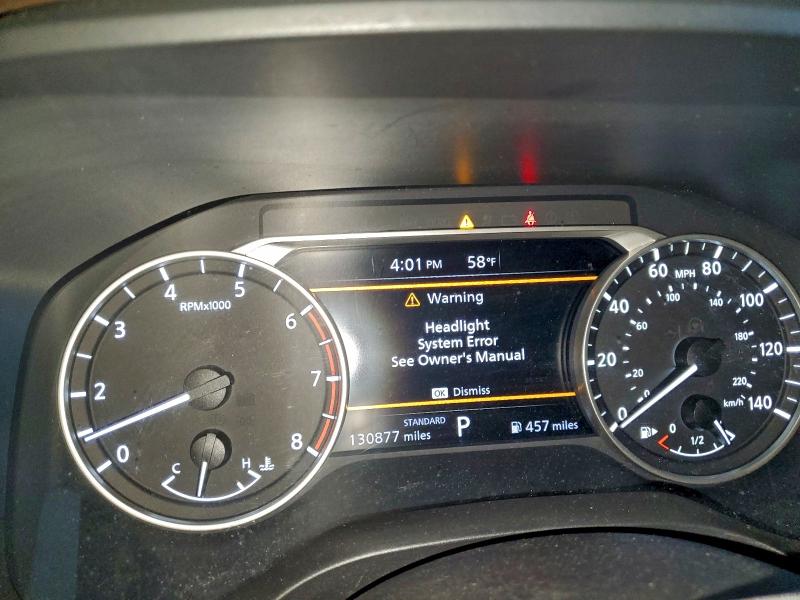 4:01 PM 58°F
Warning
Headlight
System Error
See Owner's Manual
OK Dismiss
STANDARD
130877 miles P 457 miles
RPMx1000
0 2 3 4 5 6 7 8
C H
MPH
0 20 40 60 80 100 120 140
km/h
0 20 60 100 140 180 220
0 1/2